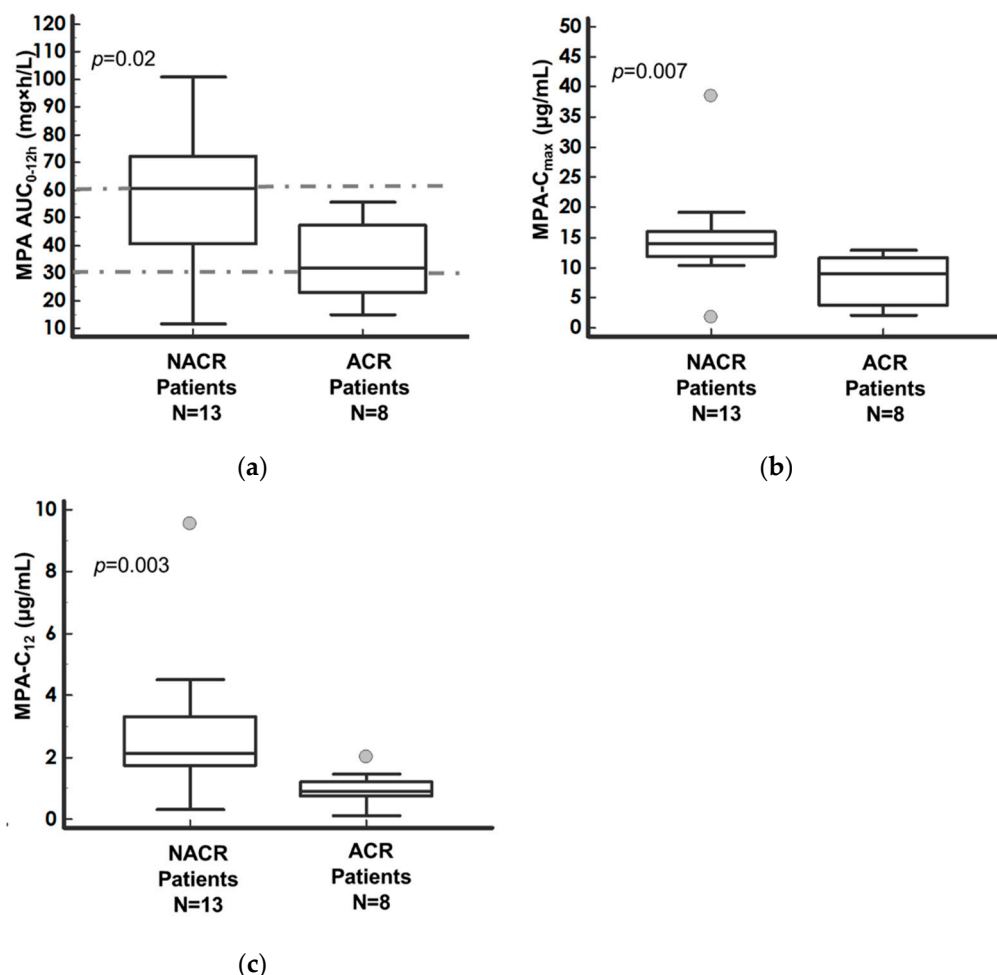 120
110
100
90
80
70
60
50
40
30
20
10
MPA AUC0-12h (mg×h/L)
p=0.02
NACR
Patients
N=13
ACR
Patients
N=8
(a)
50
45
40
35
30
25
20
15
10
5
0
MPA-Cmax (µg/mL)
p=0.007
NACR
Patients
N=13
ACR
Patients
N=8
(b)
10
8
6
4
2
0
MPA-C12 (µg/mL)
p=0.003
NACR
Patients
N=13
ACR
Patients
N=8
(c)